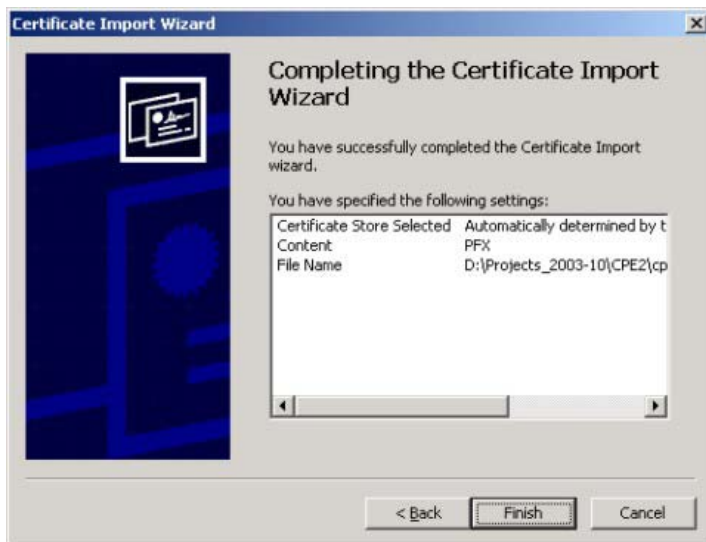 Certificate Import Wizard
Completing the Certificate Import
Wizard
You have successfully completed the Certificate Import
wizard.
You have specified the following settings:
Certificate Store Selected Automatically determined by t
Content PFX
File Name D:\Projects_2003-10\CPE2\cp
< Back Finish Cancel